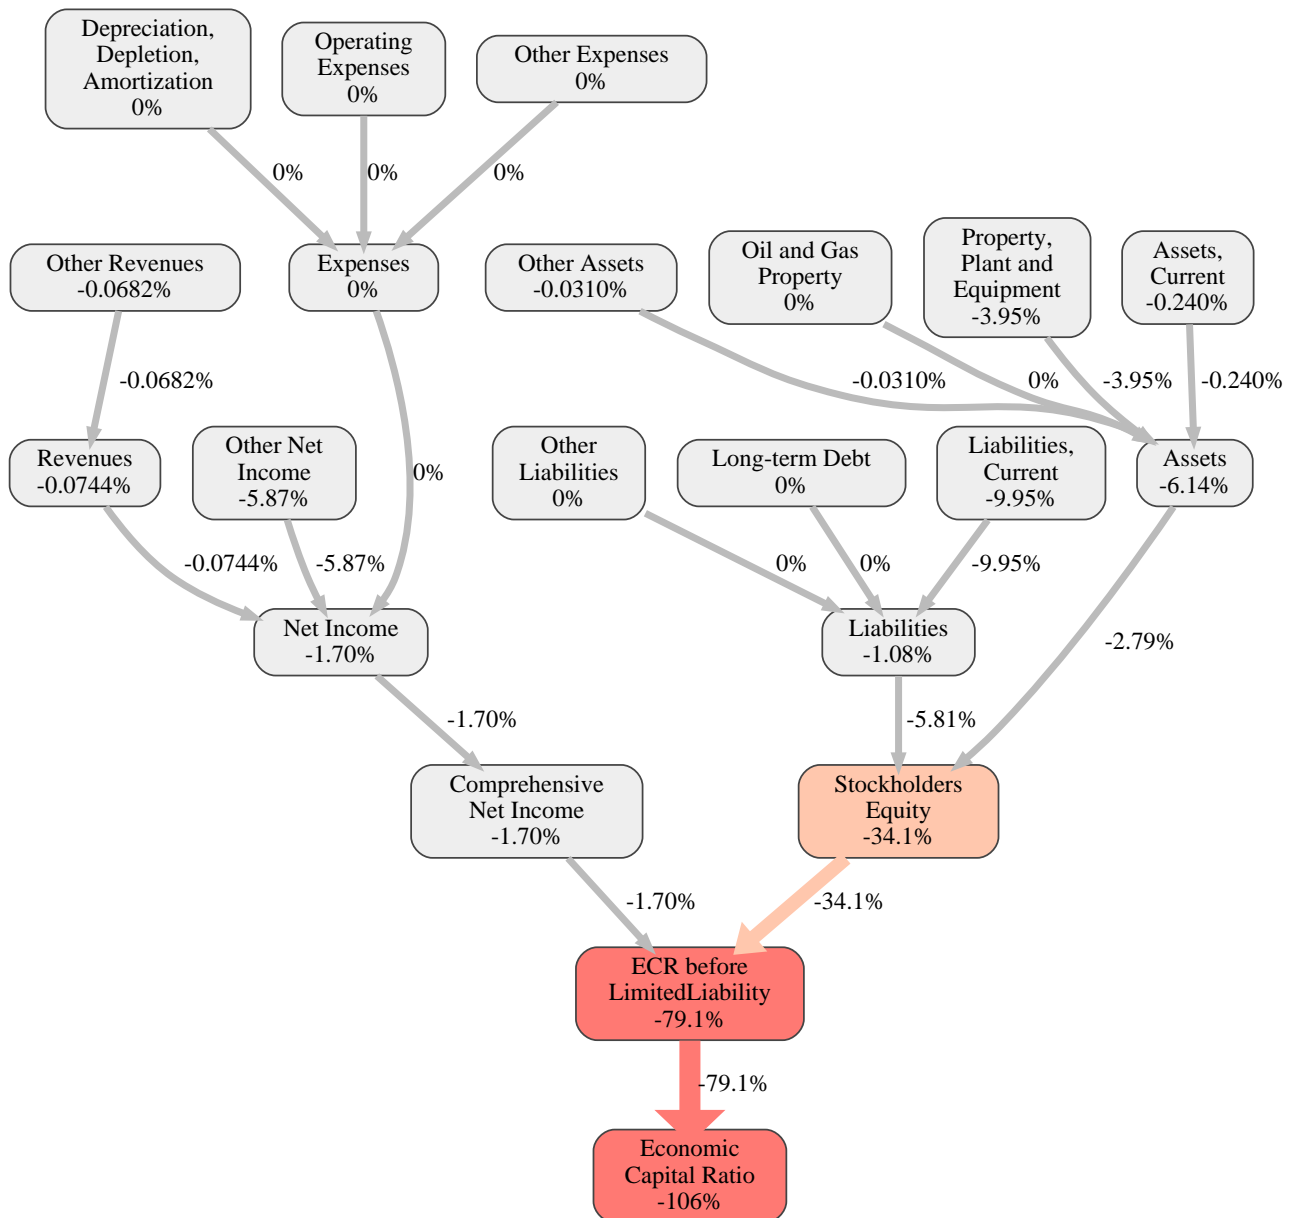 Depreciation,
Depletion,
Amortization
0%
Operating
Expenses
0%
Other Expenses
0%
0%
0%
0%
Other Revenues
-0.0682%
Expenses
0%
Other Assets
-0.0310%
Oil and Gas
Property
0%
Property,
Plant and
Equipment
-3.95%
Assets,
Current
-0.240%
-0.0682%
-0.0310%
0%
-3.95%
-0.240%
Revenues
-0.0744%
Other Net
Income
-5.87%
0%
Other
Liabilities
0%
Long-term Debt
0%
Liabilities,
Current
-9.95%
Assets
-6.14%
-0.0744%
-5.87%
0%
0%
-9.95%
Net Income
-1.70%
Liabilities
-1.08%
-2.79%
-1.70%
-5.81%
Comprehensive
Net Income
-1.70%
Stockholders
Equity
-34.1%
-1.70%
-34.1%
ECR before
LimitedLiability
-79.1%
-79.1%
Economic
Capital Ratio
-106%